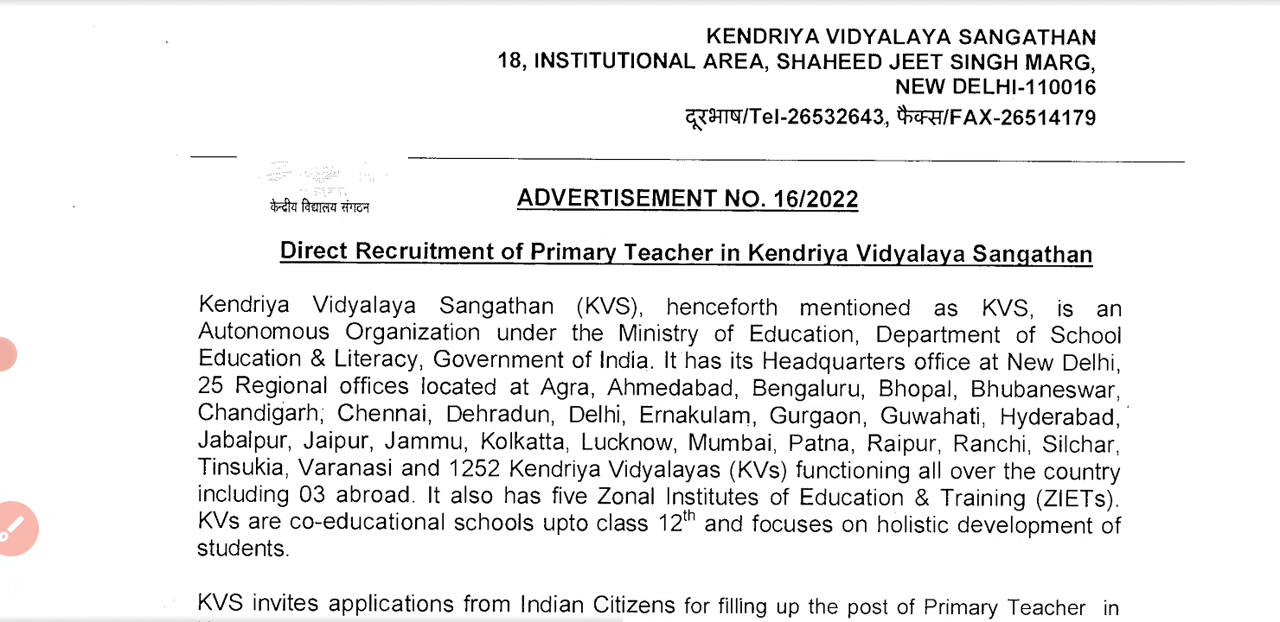 KENDRIYA VIDYALAYA SANGATHAN
18, INSTITUTIONAL AREA, SHAHEED JEET SINGH MARG,
NEW DELHI-110016
दूरभाष/Tel-26532643, फैक्स/FAX-26514179
केन्द्रीय विद्यालय संगठन
ADVERTISEMENT NO. 16/2022
Direct Recruitment of Primary Teacher in Kendriya Vidyalaya Sangathan
Kendriya Vidyalaya Sangathan (KVS), henceforth mentioned as KVS, is an
Autonomous Organization under the Ministry of Education, Department of School
Education & Literacy, Government of India. It has its Headquarters office at New Delhi,
25 Regional offices located at Agra, Ahmedabad, Bengaluru, Bhopal, Bhubaneswar,
Chandigarh, Chennai, Dehradun, Delhi, Ernakulam, Gurgaon, Guwahati, Hyderabad,
Jabalpur, Jaipur, Jammu, Kolkatta, Lucknow, Mumbai, Patna, Raipur, Ranchi, Silchar,
Tinsukia, Varanasi and 1252 Kendriya Vidyalayas (KVs) functioning all over the country
including 03 abroad. It also has five Zonal Institutes of Education & Training (ZIETs).
KVs are co-educational schools upto class 12th and focuses on holistic development of
students.
KVS invites applications from Indian Citizens for filling up the post of Primary Teacher in